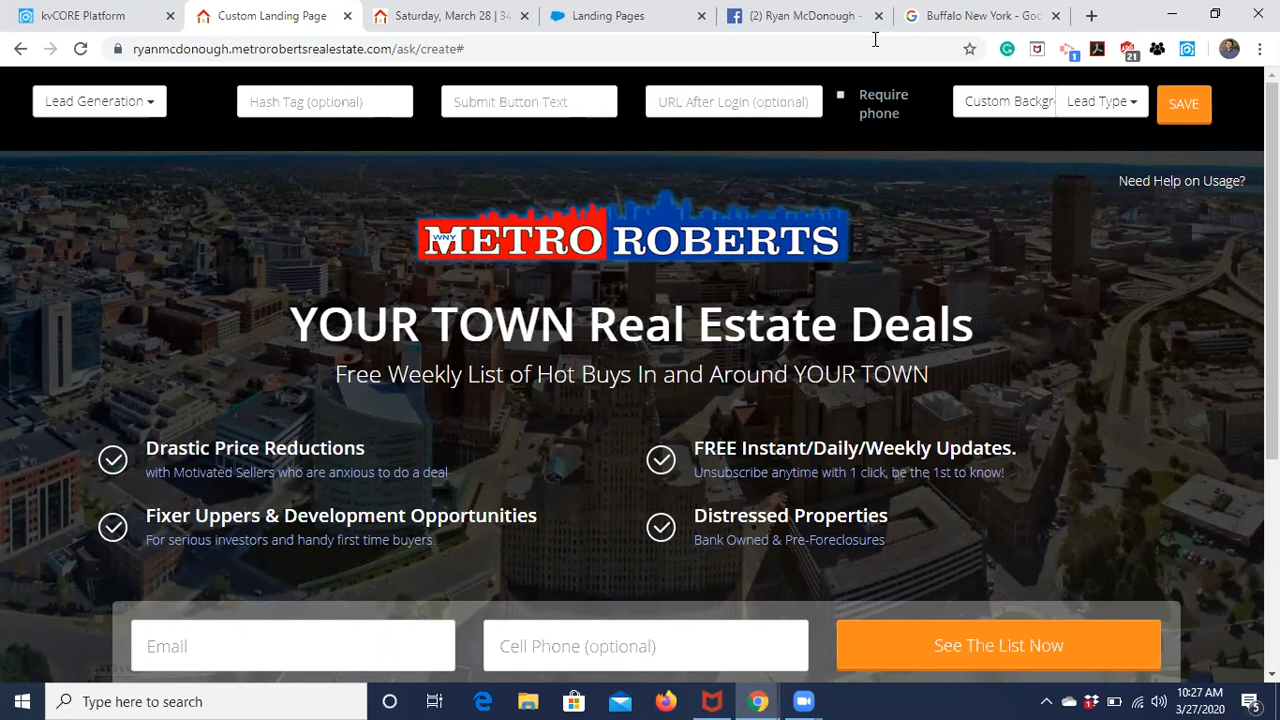 kvCORE Platform
Custom Landing Page
Saturday, March 28 | 34
Landing Pages
(2) Ryan McDonough -
Buffalo New York - Goo
ryanmcdonough.metrorobertsrealestate.com/ask/create#
1
21
Lead Generation
Hash Tag (optional)
Submit Button Text
URL After Login (optional)
Require
phone
Custom Backgr
Lead Type
SAVE
Need Help on Usage?
WNY METRO ROBERTS
YOUR TOWN Real Estate Deals
Free Weekly List of Hot Buys In and Around YOUR TOWN
Drastic Price Reductions
with Motivated Sellers who are anxious to do a deal
FREE Instant/Daily/Weekly Updates.
Unsubscribe anytime with 1 click, be the 1st to know!
Fixer Uppers & Development Opportunities
For serious investors and handy first time buyers.
Distressed Properties
Bank Owned & Pre-Foreclosures
Email
Cell Phone (optional)
See The List Now
Type here to search
1
10:27 AM
3/27/2020
5